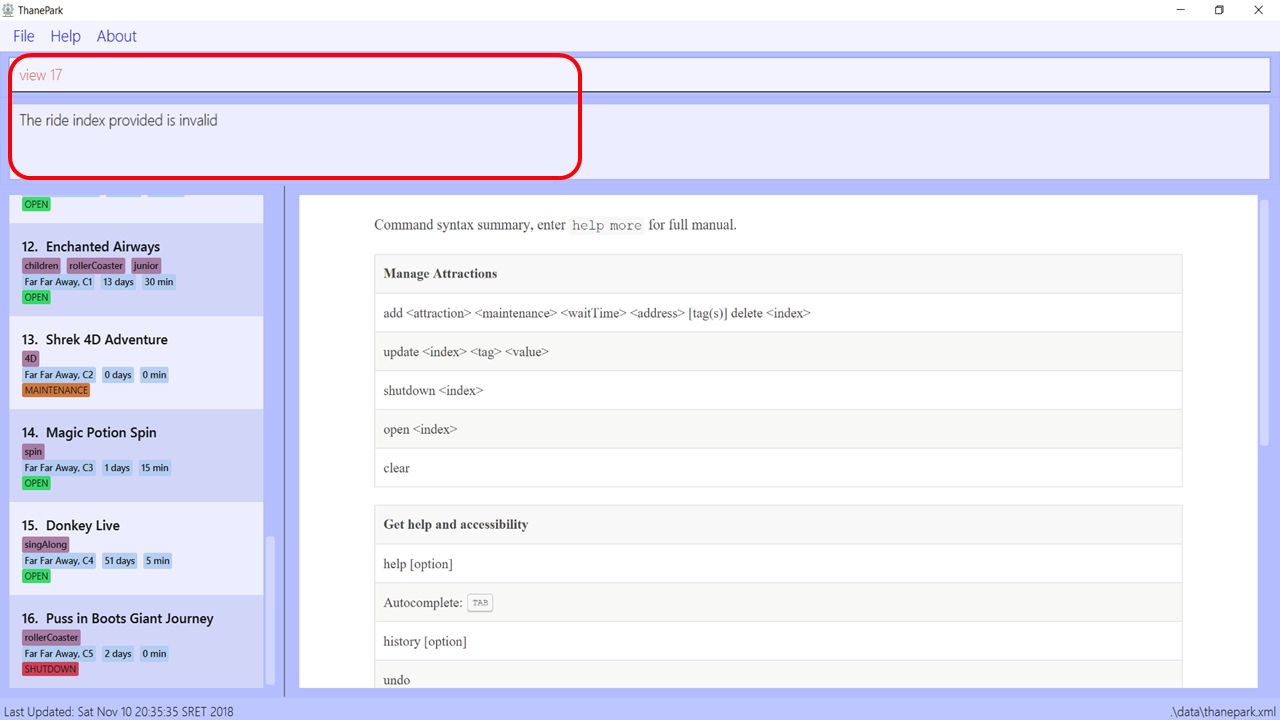 ThanePark
File Help About
view 17
The ride index provided is invalid
OPEN
12. Enchanted Airways
children rollerCoaster junior
Far Far Away, C1 13 days 30 min
OPEN
13. Shrek 4D Adventure
4D
Far Far Away, C2 0 days 0 min
MAINTENANCE
14. Magic Potion Spin
spin
Far Far Away, C3 1 days 15 min
OPEN
15. Donkey Live
singAlong
Far Far Away, C4 51 days 5 min
OPEN
16. Puss in Boots Giant Journey
rollerCoaster
Far Far Away, C5 2 days 0 min
SHUTDOWN
Command syntax summary, enter help more for full manual.
Manage Attractions
add <attraction> <maintenance> <waitTime> <address> [tag(s)] delete <index>
update <index> <tag> <value>
shutdown <index>
open <index>
clear
Get help and accessibility
help [option]
Autocomplete: TAB
history [option]
undo
Last Updated: Sat Nov 10 20:35:35 SRET 2018
.\data\thanepark.xml